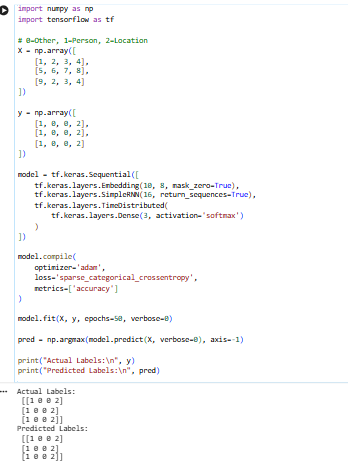 import numpy as np
import tensorflow as tf
# 0=Other, 1=Person, 2=Location
X = np.array([
[1, 2, 3, 4],
[5, 6, 7, 8],
[9, 2, 3, 4]
])
y = np.array([
[1, 0, 0, 2],
[1, 0, 0, 2],
[1, 0, 0, 2]
])
model = tf.keras.Sequential([
tf.keras.layers.Embedding(10, 8, mask_zero=True),
tf.keras.layers.SimpleRNN(16, return_sequences=True),
tf.keras.layers.TimeDistributed(
tf.keras.layers.Dense(3, activation='softmax')
)
])
model.compile(
optimizer='adam',
loss='sparse_categorical_crossentropy',
metrics=['accuracy']
)
model.fit(X, y, epochs=50, verbose=0)
pred = np.argmax(model.predict(X, verbose=0), axis=-1)
print("Actual Labels:\n", y)
print("Predicted Labels:\n", pred)
... Actual Labels:
[[1 0 0 2]
[1 0 0 2]
[1 0 0 2]]
Predicted Labels:
[[1 0 0 2]
[1 0 0 2]
[1 0 0 2]]